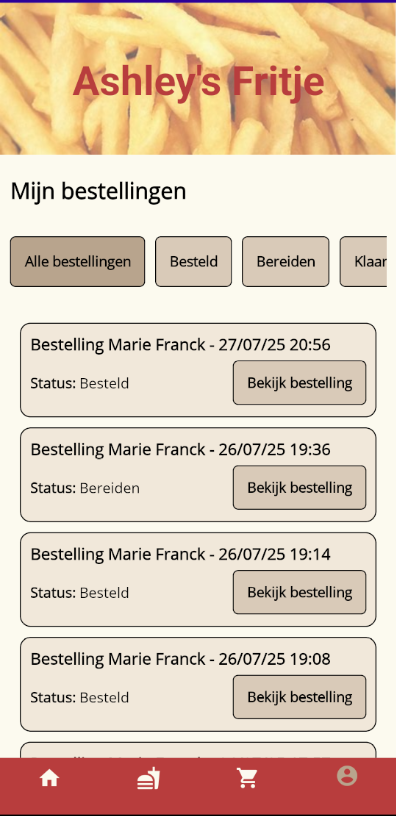 Ashley's Fritje
Mijn bestellingen
Alle bestellingen Besteld Bereiden Klaar
Bestelling Marie Franck - 27/07/25 20:56
Status: Besteld Bekijk bestelling
Bestelling Marie Franck - 26/07/25 19:36
Status: Bereiden Bekijk bestelling
Bestelling Marie Franck - 26/07/25 19:14
Status: Besteld Bekijk bestelling
Bestelling Marie Franck - 26/07/25 19:08
Status: Besteld Bekijk bestelling